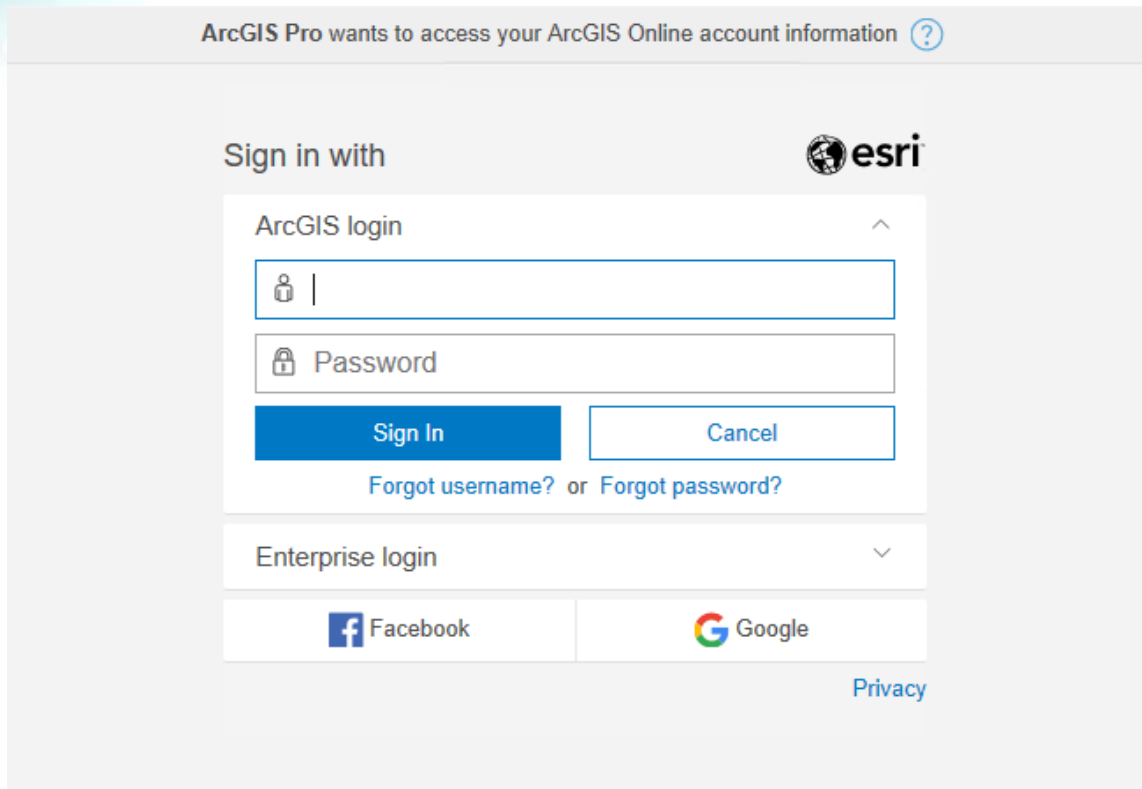 ArcGIS Pro wants to access your ArcGIS Online account information ?
Sign in with
esri
ArcGIS login
Password
Sign In Cancel
Forgot username? or Forgot password?
Enterprise login
Facebook Google
Privacy